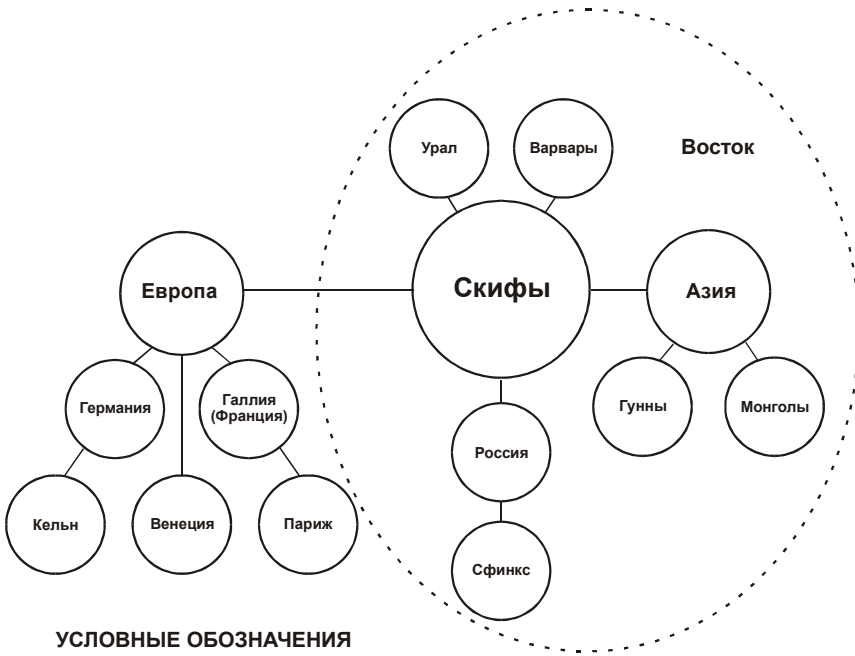 Урал
Варвары
Восток
Европа
Скифы
Азия
Германия
Галлия
(Франция)
Гунны
Монголы
Россия
Кельн
Венеция
Париж
Сфинкс
УСЛОВНЫЕ ОБОЗНАЧЕНИЯ